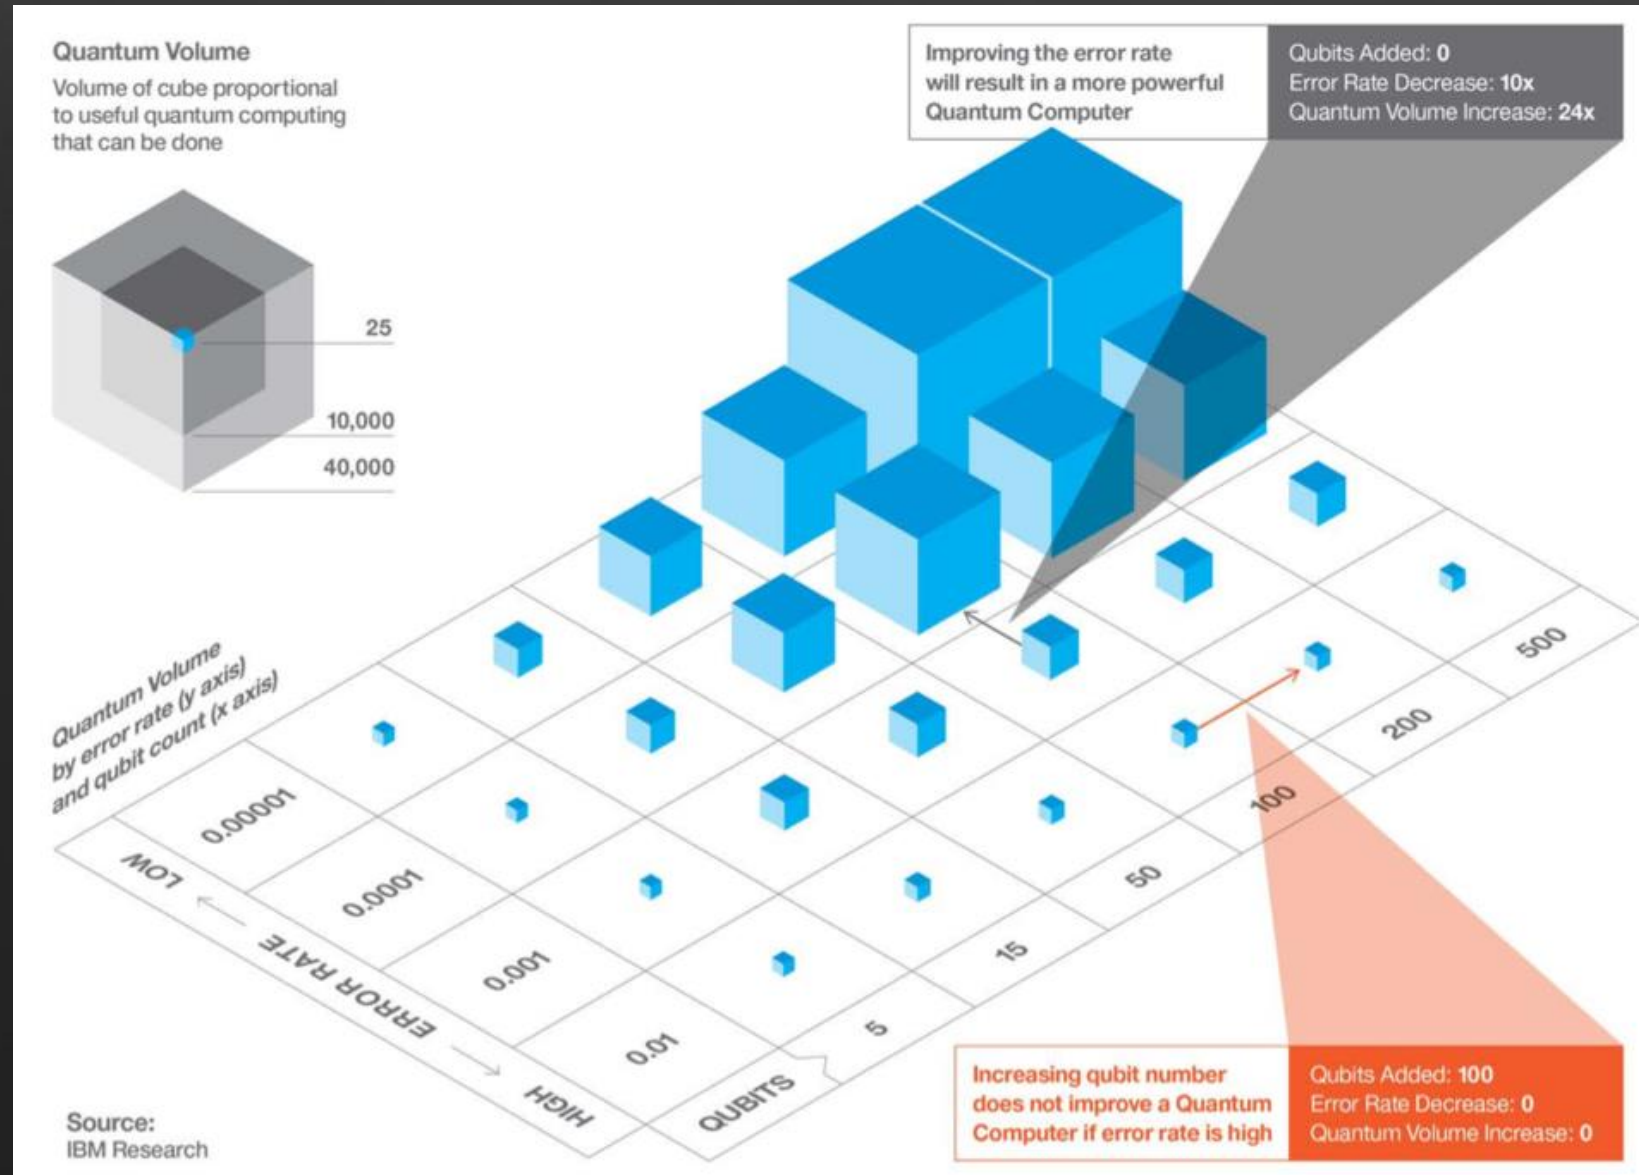 Quantum Volume
Volume of cube proportional
to useful quantum computing
that can be done
25
10,000
40,000
Improving the error rate
will result in a more powerful
Quantum Computer
Qubits Added: 0
Error Rate Decrease: 10x
Quantum Volume Increase: 24x
Quantum Volume
by error rate (y axis)
and qubit count (x axis)
0.00001
0.0001
0.001
0.01
LOW
ERROR RATE
HIGH
QUBITS
5
15
50
100
200
500
Increasing qubit number
does not improve a Quantum
Computer if error rate is high
Qubits Added: 100
Error Rate Decrease: 0
Quantum Volume Increase: 0
Source:
IBM Research